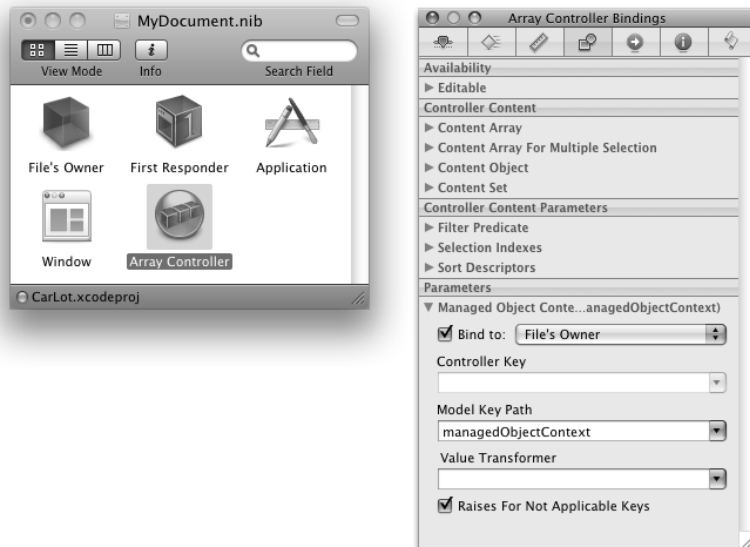 MyDocument.nib
View Mode
Info
Search Field
File's Owner
First Responder
1
Application
Window
Array Controller
CarLot.xcodeproj
Array Controller Bindings
Availability
Editable
Controller Content
Content Array
Content Array For Multiple Selection
Content Object
Content Set
Controller Content Parameters
Filter Predicate
Selection Indexes
Sort Descriptors
Parameters
Managed Object Conte...anagedObjectContext)
Bind to: File's Owner
Controller Key
Model Key Path
managedObjectContext
Value Transformer
Raises For Not Applicable Keys